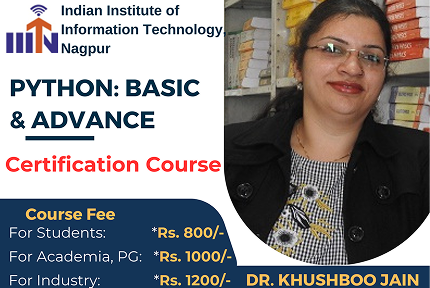 Indian Institute of
Information Technology,
Nagpur
IIITN
PYTHON: BASIC
& ADVANCE
Certification Course
Course Fee
For Students: *Rs. 800/-
For Academia, PG: *Rs. 1000/-
For Industry: *Rs. 1200/-
DR. KHUSHBOO JAIN